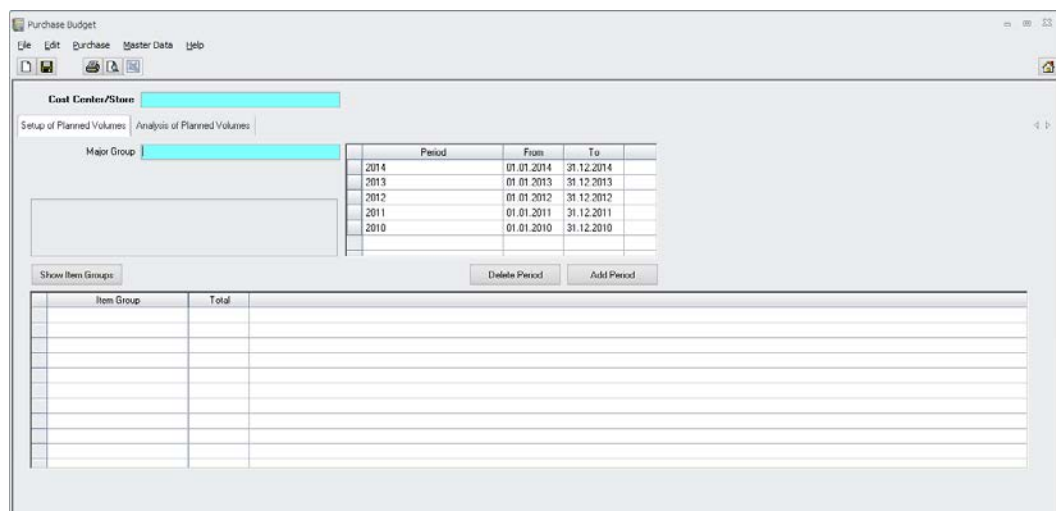 Purchase Budget
File Edit Purchase Master Data Help
Cost Center/Store
Setup of Planned Volumes Analysis of Planned Volumes
Major Group
Period From To
2014 01.01.2014 31.12.2014
2013 01.01.2013 31.12.2013
2012 01.01.2012 31.12.2012
2011 01.01.2011 31.12.2011
2010 01.01.2010 31.12.2010
Show Item Groups Delete Period Add Period
Item Group Total